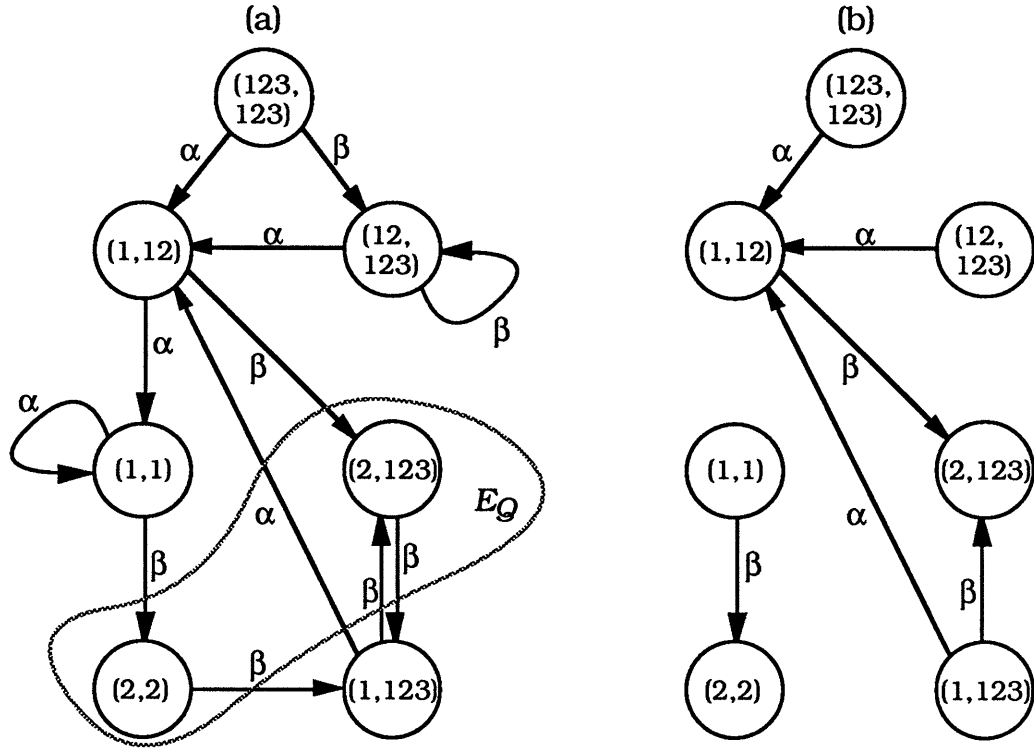 (a)
(123,
123)
α
β
(1,12)
α
(12,
123)
β
α
β
α
(1,1)
(2,123)
E_Q
α
β
β
β
β
(2,2)
(1,123)
(b)
(123,
123)
α
(1,12)
α
(12,
123)
β
(1,1)
(2,123)
α
β
β
(2,2)
(1,123)